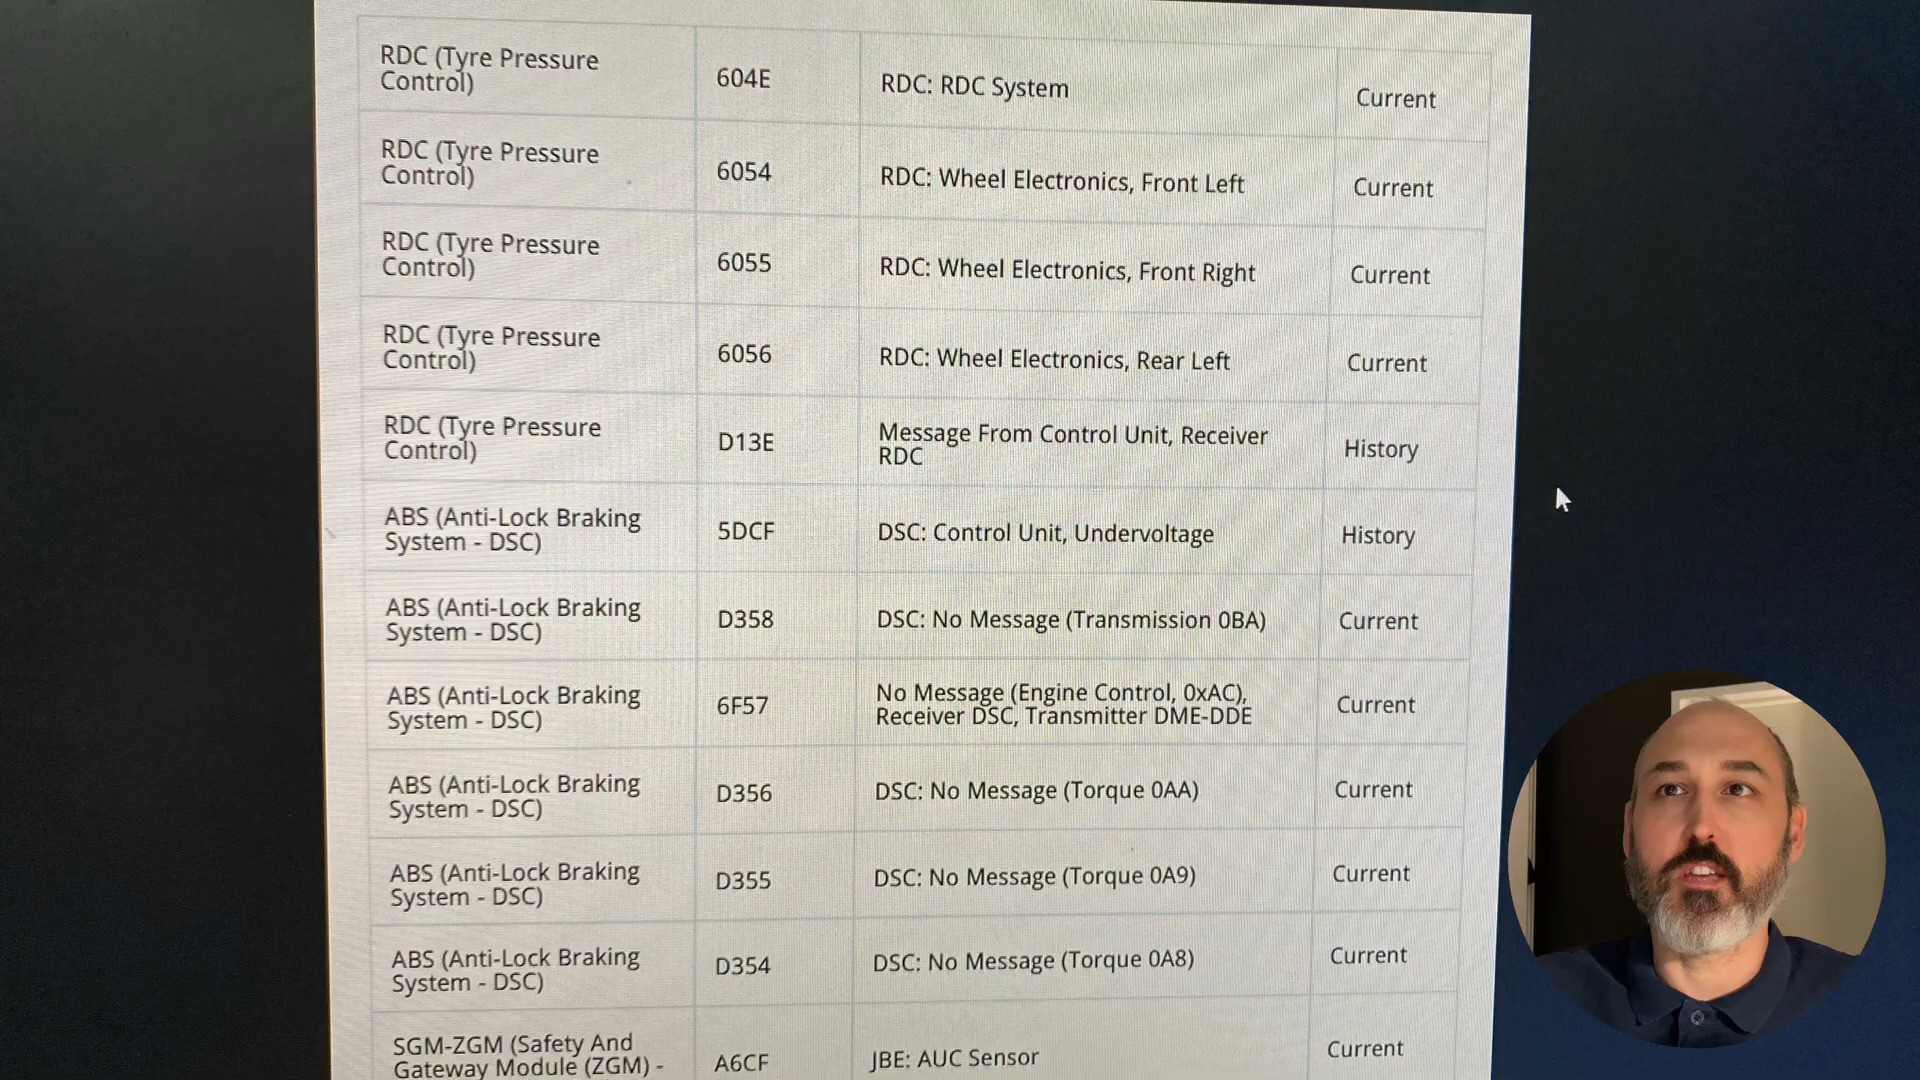 RDC (Tyre Pressure
Control)
604E
RDC: RDC System
Current
RDC (Tyre Pressure
Control)
6054
RDC: Wheel Electronics, Front Left
Current
RDC (Tyre Pressure
Control)
6055
RDC: Wheel Electronics, Front Right
Current
RDC (Tyre Pressure
Control)
6056
RDC: Wheel Electronics, Rear Left
Current
RDC (Tyre Pressure
Control)
D13E
Message From Control Unit, Receiver
RDC
History
ABS (Anti-Lock Braking
System - DSC)
5DCF
DSC: Control Unit, Undervoltage
History
ABS (Anti-Lock Braking
System - DSC)
D358
DSC: No Message (Transmission 0BA)
Current
ABS (Anti-Lock Braking
System - DSC)
6F57
No Message (Engine Control, 0xAC),
Receiver DSC, Transmitter DME-DDE
Current
ABS (Anti-Lock Braking
System - DSC)
D356
DSC: No Message (Torque 0AA)
Current
ABS (Anti-Lock Braking
System - DSC)
D355
DSC: No Message (Torque 0A9)
Current
ABS (Anti-Lock Braking
System - DSC)
D354
DSC: No Message (Torque 0A8)
Current
SGM-ZGM (Safety And
Gateway Module (ZGM) -
A6CF
JBE: AUC Sensor
Current